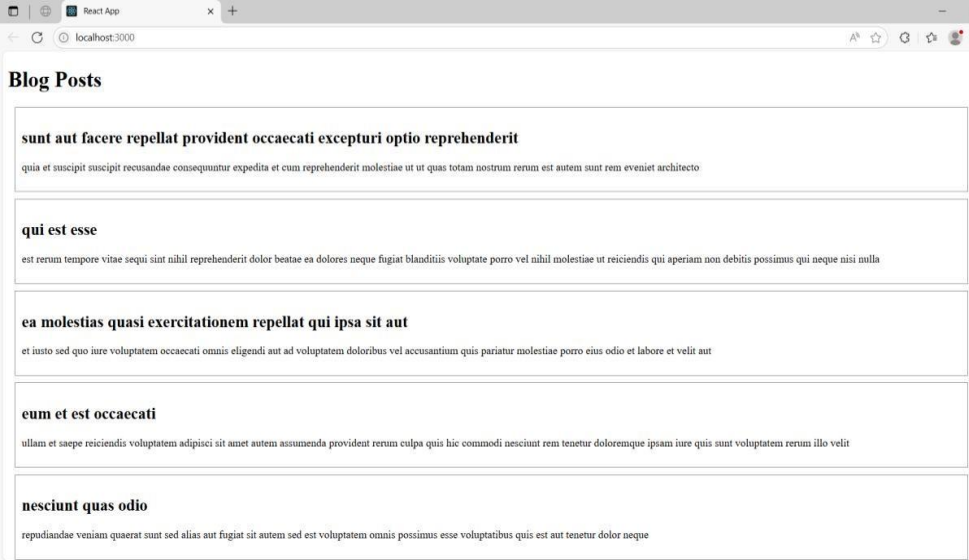 React App
localhost:3000
Blog Posts
sunt aut facere repellat provident occaecati excepturi optio reprehenderit
quia et suscipit suscipit recusandae consequuntur expedita et cum reprehenderit molestiae ut ut quas totam nostrum rerum est autem sunt rem eveniet architecto
qui est esse
est rerum tempore vitae sequi sint nihil reprehenderit dolor beatae ea dolores neque fugiat blanditiis voluptate porro vel nihil molestiae ut reiciendis qui aperiam non debitis possimus qui neque nisi nulla
ea molestias quasi exercitationem repellat qui ipsa sit aut
et iusto sed quo iure voluptatem occaecati omnis eligendi aut ad voluptatem doloribus vel accusantium quis pariatur molestiae porro eius odio et labore et velit aut
eum et est occaecati
ullam et saepe reiciendis voluptatem adipisci sit amet autem assumenda provident rerum culpa quis hic commodi nesciunt rem tenetur doloremque ipsam iure quis sunt voluptatem rerum illo velit
nesciunt quas odio
repudiandae veniam quaerat sunt sed alias aut fugiat sit autem sed est voluptatem omnis possimus esse voluptatibus quis est aut tenetur dolor neque